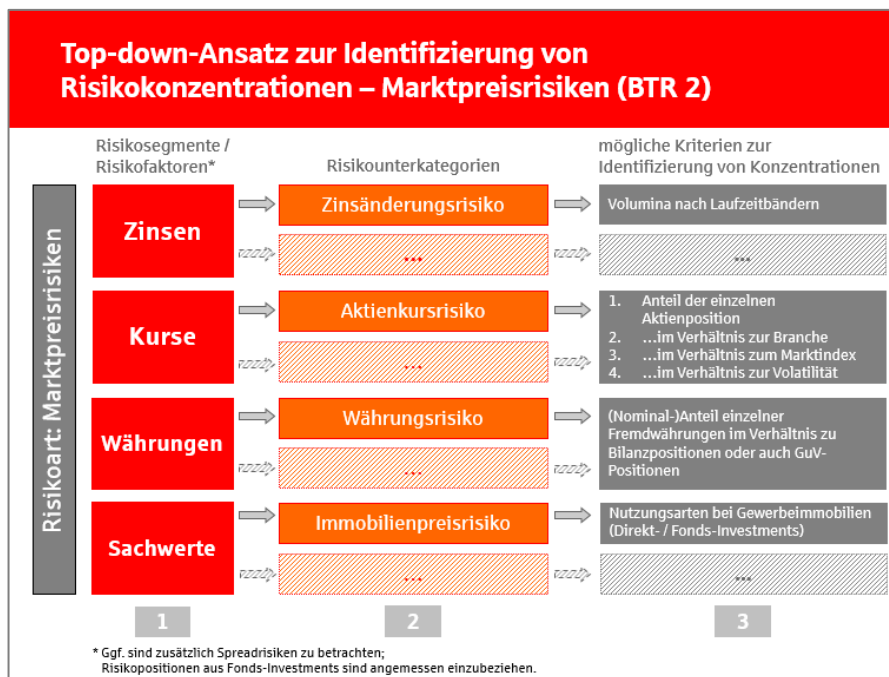 Top-down-Ansatz zur Identifizierung von
Risikokonzentrationen – Marktpreisrisiken (BTR 2)
Risikosegmente /
Risikofaktoren*
Risikounterkategorien
mögliche Kriterien zur
Identifizierung von Konzentrationen
Risikoart: Marktpreisrisiken
Zinsen
Zinsänderungsrisiko
Volumina nach Laufzeitbändern
...
...
Kurse
Aktienkursrisiko
...
1. Anteil der einzelnen
Aktienposition
2. ...im Verhältnis zur Branche
3. ...im Verhältnis zum Marktindex
4. ...im Verhältnis zur Volatilität
Währungen
Währungsrisiko
...
(Nominal-)Anteil einzelner
Fremdwährungen im Verhältnis zu
Bilanzpositionen oder auch GuV-
Positionen
Sachwerte
Immobilienpreisrisiko
Nutzungsarten bei Gewerbeimmobilien
(Direkt- / Fonds-Investments)
...
...
1
2
3
* Ggf. sind zusätzlich Spreadrisiken zu betrachten;
Risikopositionen aus Fonds-Investments sind angemessen einzubeziehen.